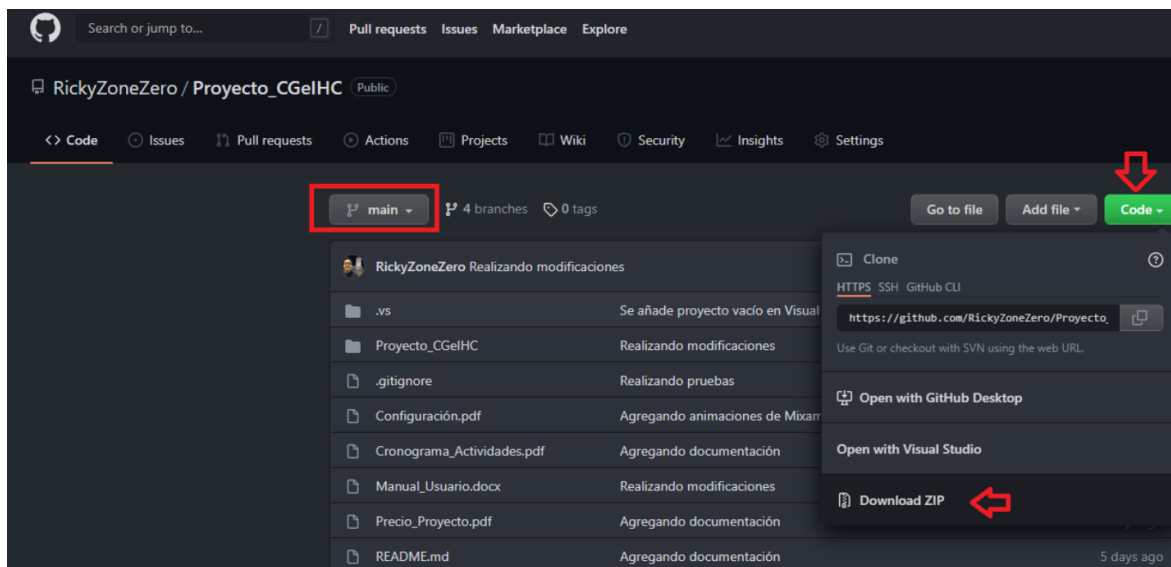 Search or jump to... /
Pull requests Issues Marketplace Explore
RickyZoneZero / Proyecto_CGeIHC Public
<> Code Issues Pull requests Actions Projects Wiki Security Insights Settings
main 4 branches 0 tags Go to file Add file Code
RickyZoneZero Realizando modificaciones
.vs Se añade proyecto vacío en Visual
Proyecto_CGeIHC Realizando modificaciones
.gitignore Realizando pruebas
Configuración.pdf Agregando animaciones de Mixam
Cronograma_Actividades.pdf Agregando documentación
Manual_Usuario.docx Realizando modificaciones
Precio_Proyecto.pdf Agregando documentación
README.md Agregando documentación 5 days ago
Clone
HTTPS SSH GitHub CLI
https://github.com/RickyZoneZero/Proyecto_
Use Git or checkout with SVN using the web URL.
Open with GitHub Desktop
Open with Visual Studio
Download ZIP